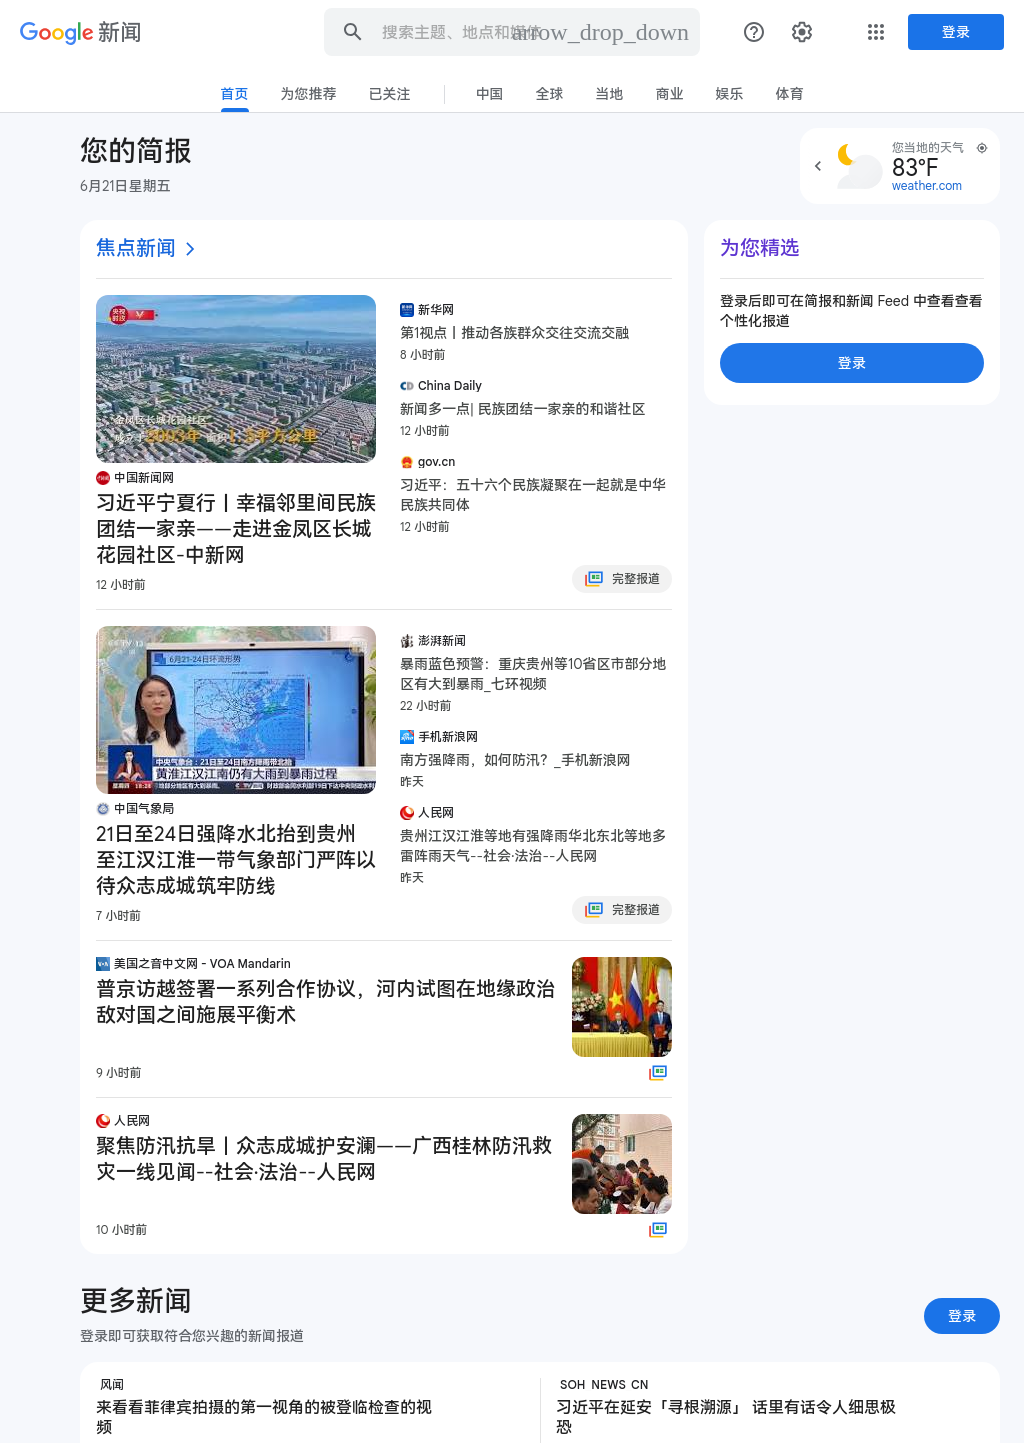 Google 新闻
搜索主题、地点和媒体
arrow_drop_down
登录
首页
为您推荐
已关注
中国
全球
当地
商业
娱乐
体育
您的简报
6月21日星期五
您当地的天气
83°F
weather.com
焦点新闻
央视
时政
金凤区长城花园社区
成立于2003年
中国新闻网
习近平宁夏行丨幸福邻里间民族
团结一家亲——走进金凤区长城
花园社区-中新网
12 小时前
新华网
第1视点丨推动各族群众交往交流交融
8 小时前
China Daily
新闻多一点| 民族团结一家亲的和谐社区
12 小时前
gov.cn
习近平：五十六个民族凝聚在一起就是中华
民族共同体
12 小时前
完整报道
为您精选
登录后即可在简报和新闻 Feed 中查看查看
个性化报道
登录
6月21-24日环流形势
中央气象台：21日至24日南方降雨带北抬
黄淮江汉江南仍有大雨到暴雨过程
星期四 18:28
中国气象局
21日至24日强降水北抬到贵州
至江汉江淮一带气象部门严阵以
待众志成城筑牢防线
7 小时前
澎湃新闻
暴雨蓝色预警：重庆贵州等10省区市部分地
区有大到暴雨_七环视频
22 小时前
手机新浪网
南方强降雨，如何防汛？_手机新浪网
昨天
人民网
贵州江汉江淮等地有强降雨华北东北等地多
雷阵雨天气--社会·法治--人民网
昨天
完整报道
美国之音中文网 - VOA Mandarin
普京访越签署一系列合作协议，河内试图在地缘政治
敌对国之间施展平衡术
9 小时前
人民网
聚焦防汛抗旱丨众志成城护安澜——广西桂林防汛救
灾一线见闻--社会·法治--人民网
10 小时前
更多新闻
登录即可获取符合您兴趣的新闻报道
登录
风闻
来看看菲律宾拍摄的第一视角的被登临检查的视
频
SOH NEWS CN
习近平在延安「寻根溯源」 话里有话令人细思极
恐